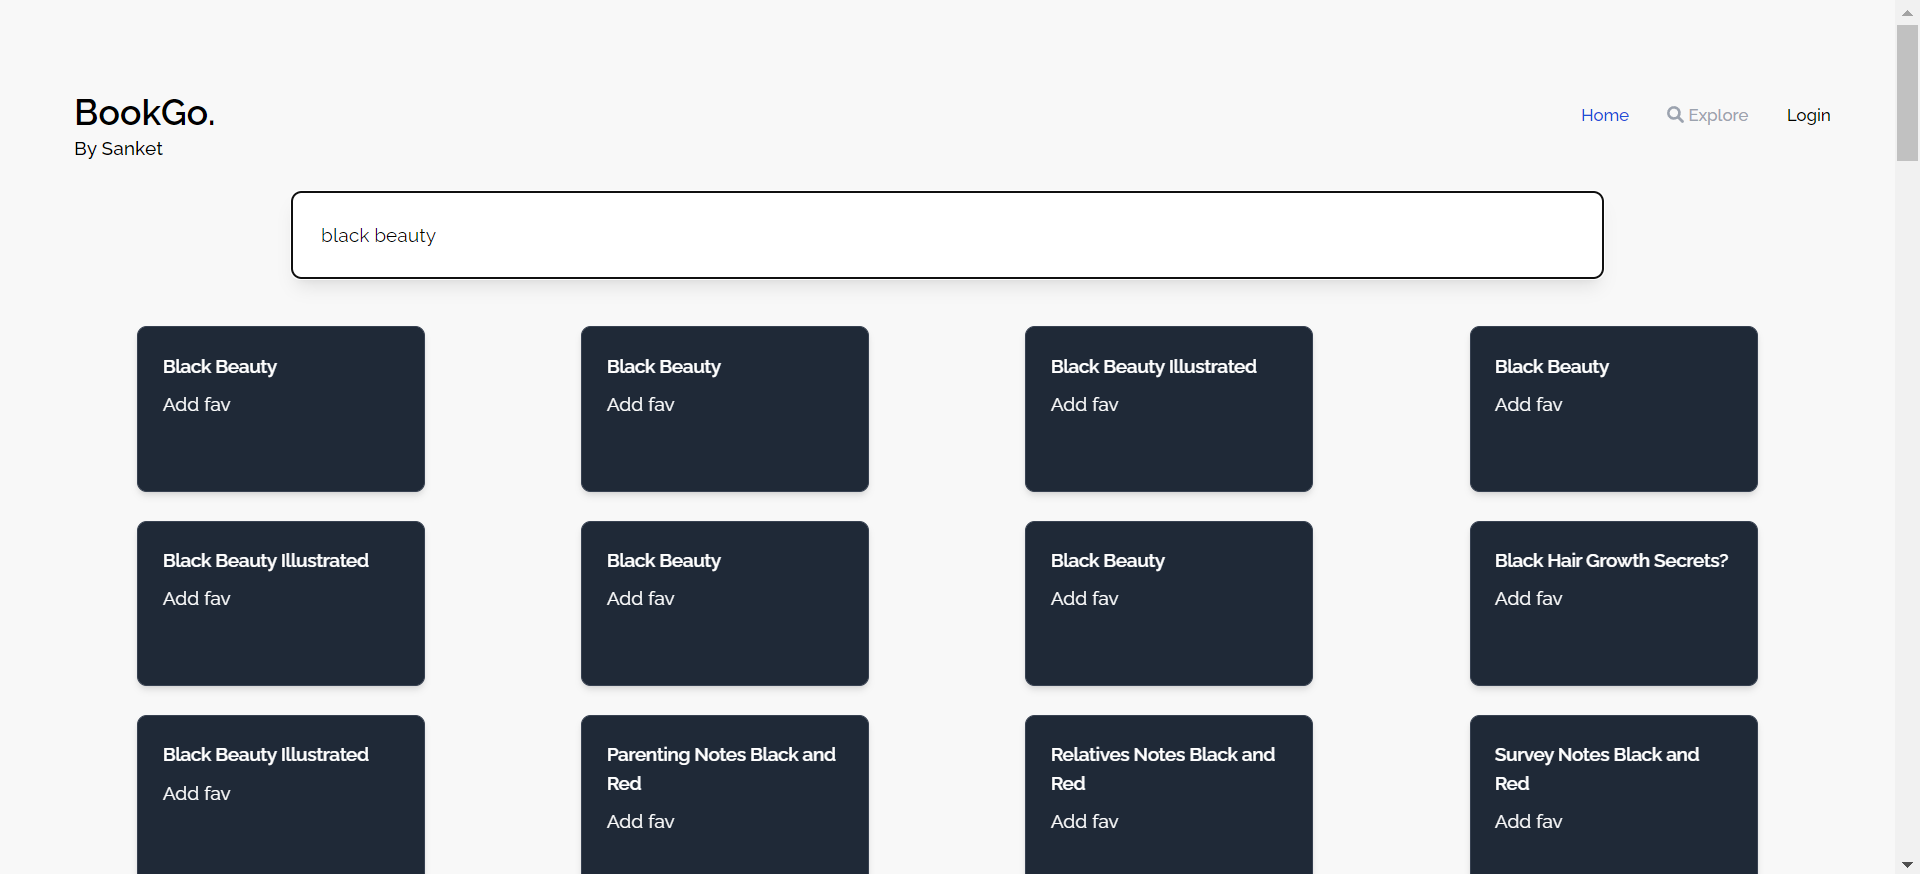 BookGo.
By Sanket
Home
Explore
Login
black beauty
Black Beauty
Add fav
Black Beauty
Add fav
Black Beauty Illustrated
Add fav
Black Beauty
Add fav
Black Beauty Illustrated
Add fav
Black Beauty
Add fav
Black Beauty
Add fav
Black Hair Growth Secrets?
Add fav
Black Beauty Illustrated
Add fav
Parenting Notes Black and
Red
Add fav
Relatives Notes Black and
Red
Add fav
Survey Notes Black and
Red
Add fav